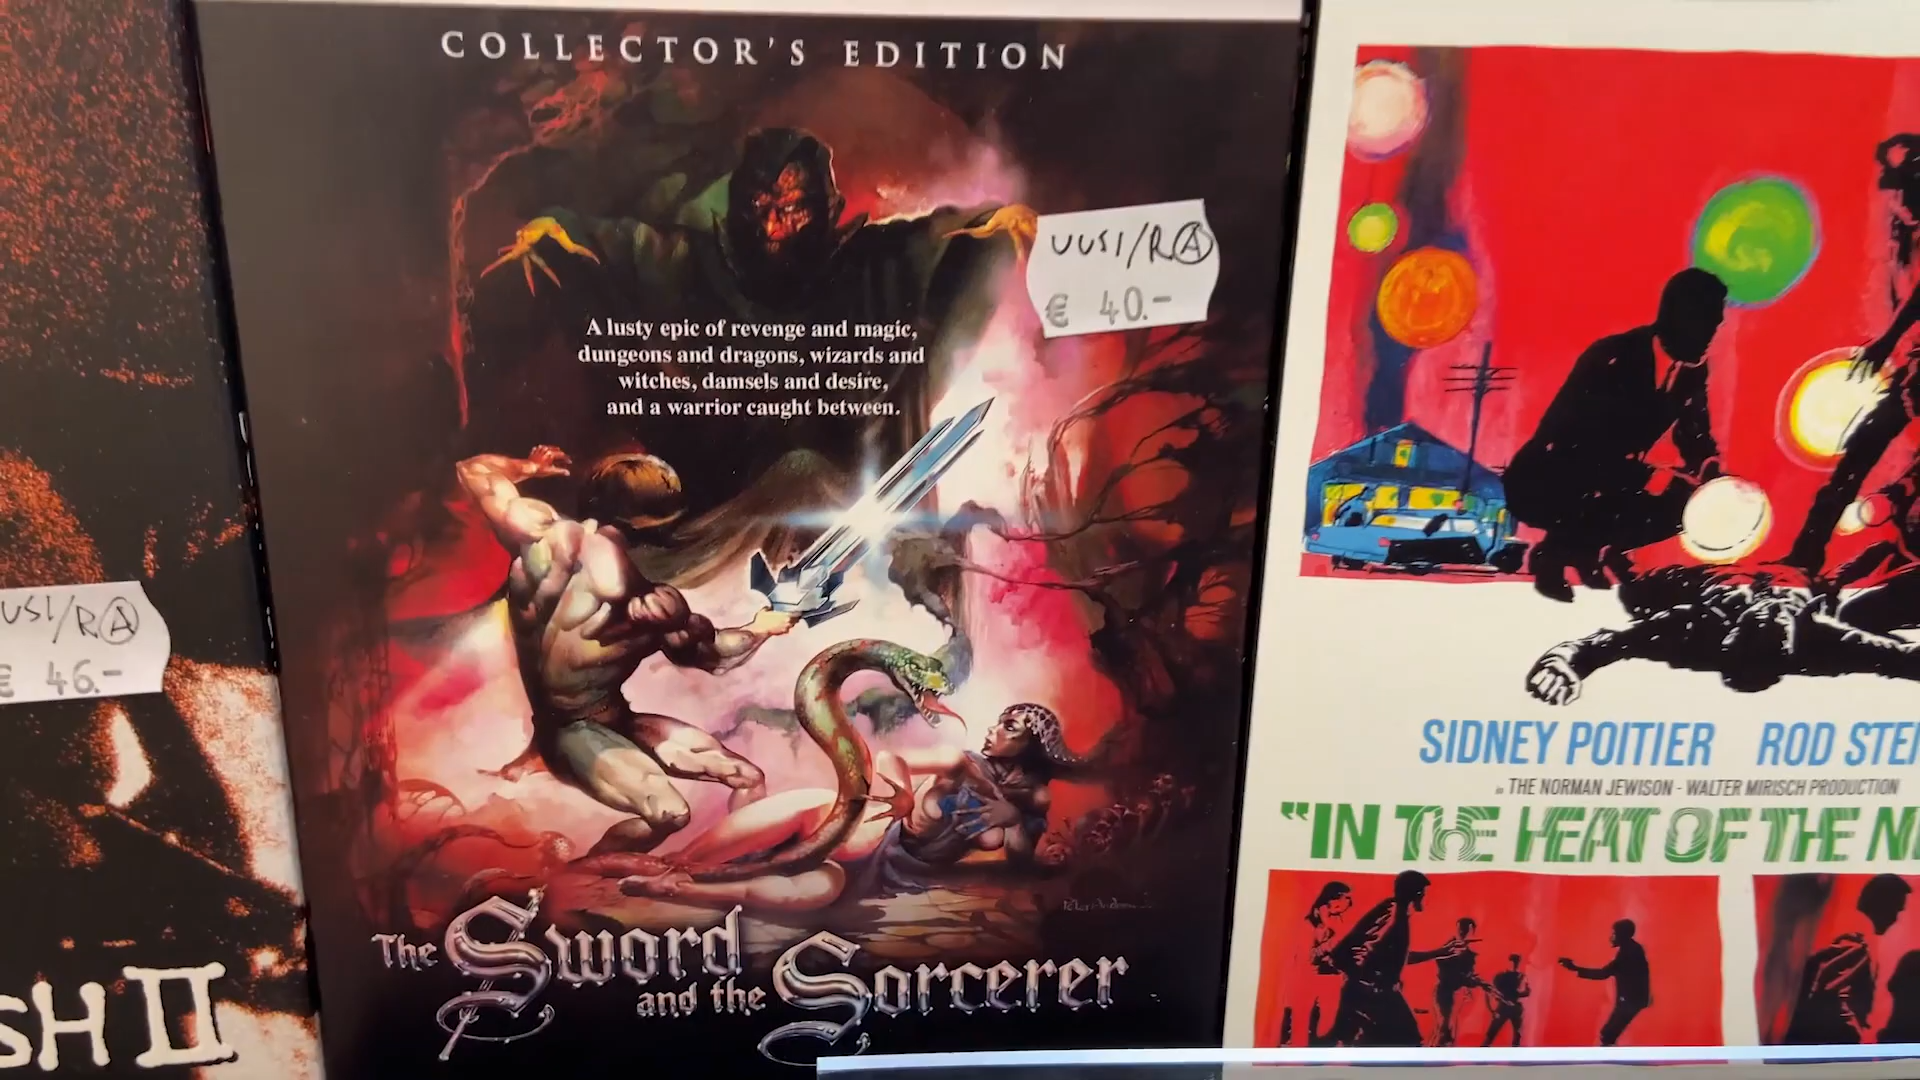 USI/RA
€ 46.-
SH II
COLLECTOR'S EDITION
UUSI/RA
€ 40.-
A lusty epic of revenge and magic,
dungeons and dragons, wizards and
witches, damsels and desire,
and a warrior caught between.
The Sword
and the Sorcerer
SIDNEY POITIER ROD
THE NORMAN JEWISON - WALTER MIRISCH PRODUCTION
"IN THE HEAT OF THE